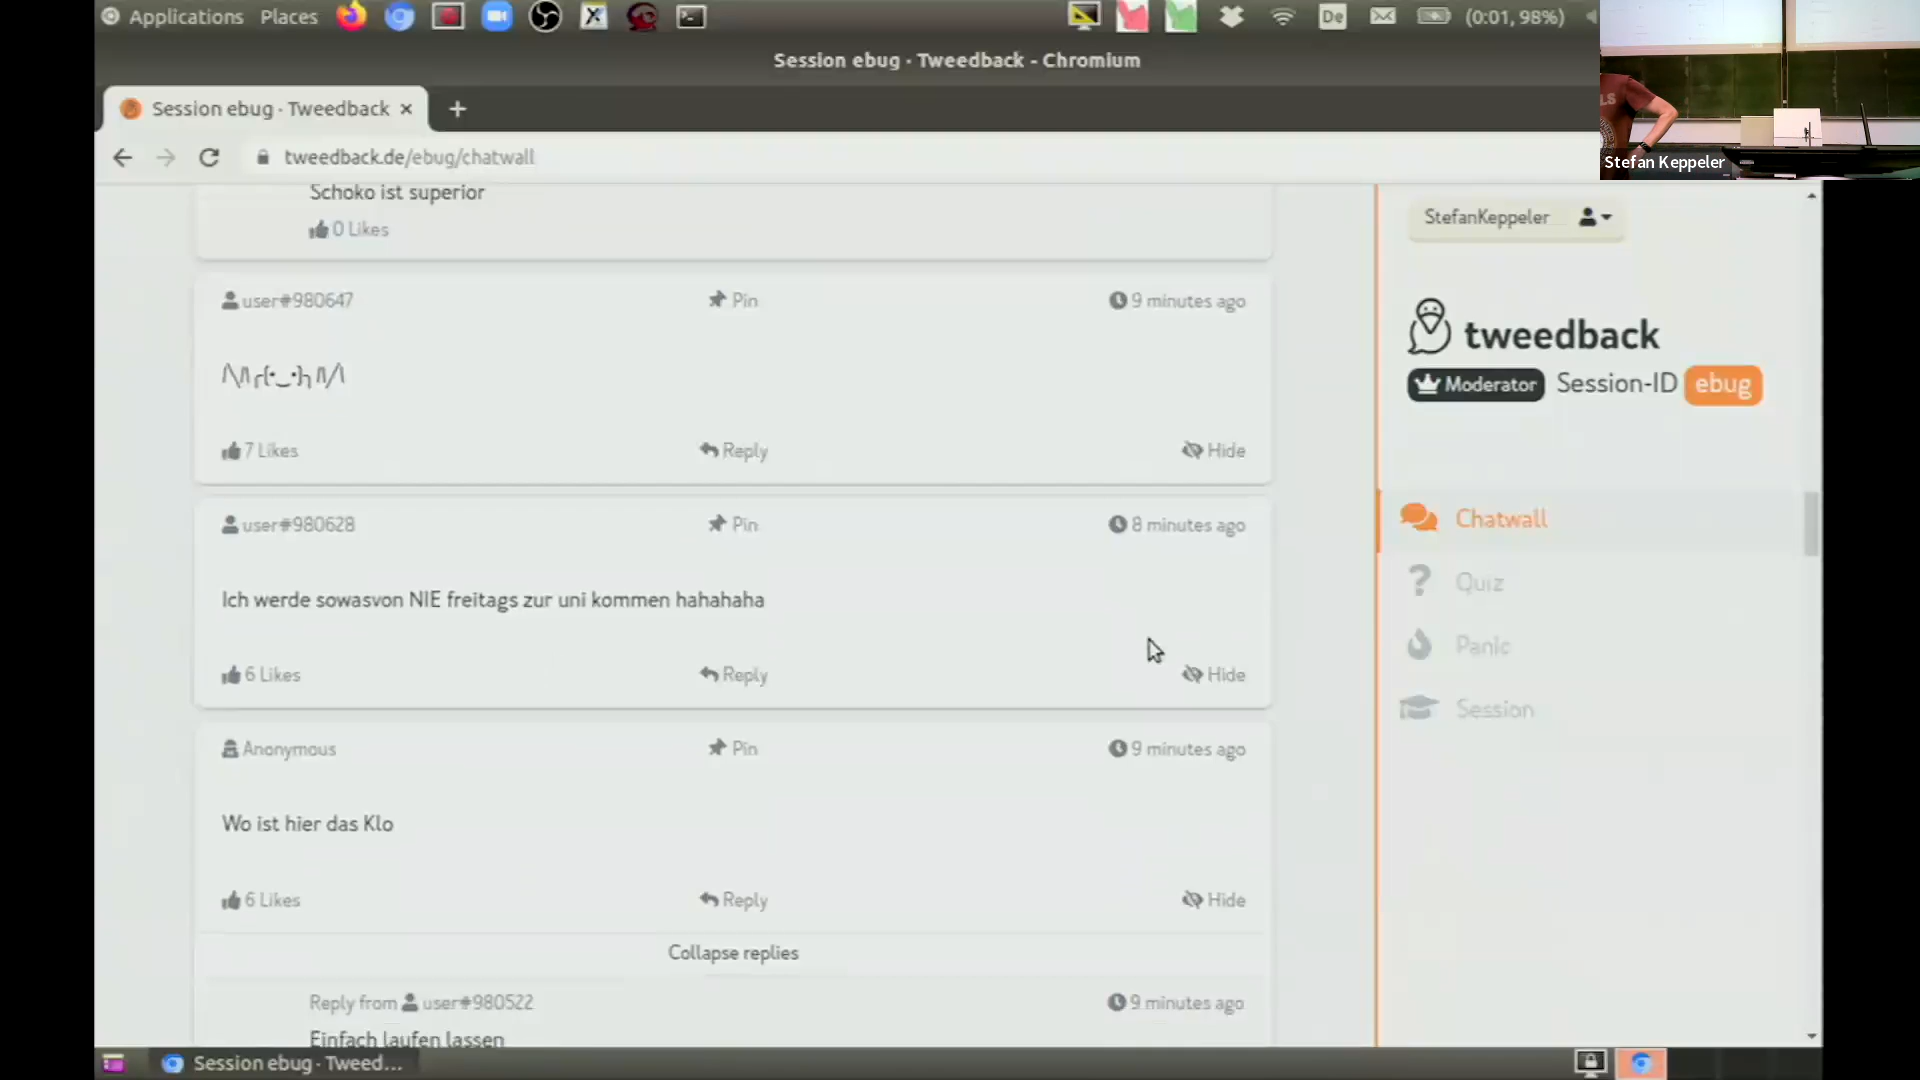 Applications Places
De
(0:01, 98%)
Session ebug · Tweedback - Chromium
Session ebug · Tweedback × +
tweedback.de/ebug/chatwall
Stefan Keppeler
Schoko ist superior
0 Likes
user#980647 Pin 9 minutes ago
7 Likes Reply Hide
user#980628 Pin 8 minutes ago
Ich werde sowasvon NIE freitags zur uni kommen hahahaha
6 Likes Reply Hide
Anonymous Pin 9 minutes ago
Wo ist hier das Klo
6 Likes Reply Hide
Collapse replies
Reply from user#980522 9 minutes ago
Einfach laufen lassen
StefanKeppeler
tweedback
Moderator Session-ID ebug
Chatwall
Quiz
Panic
Session
Session ebug · Tweed...